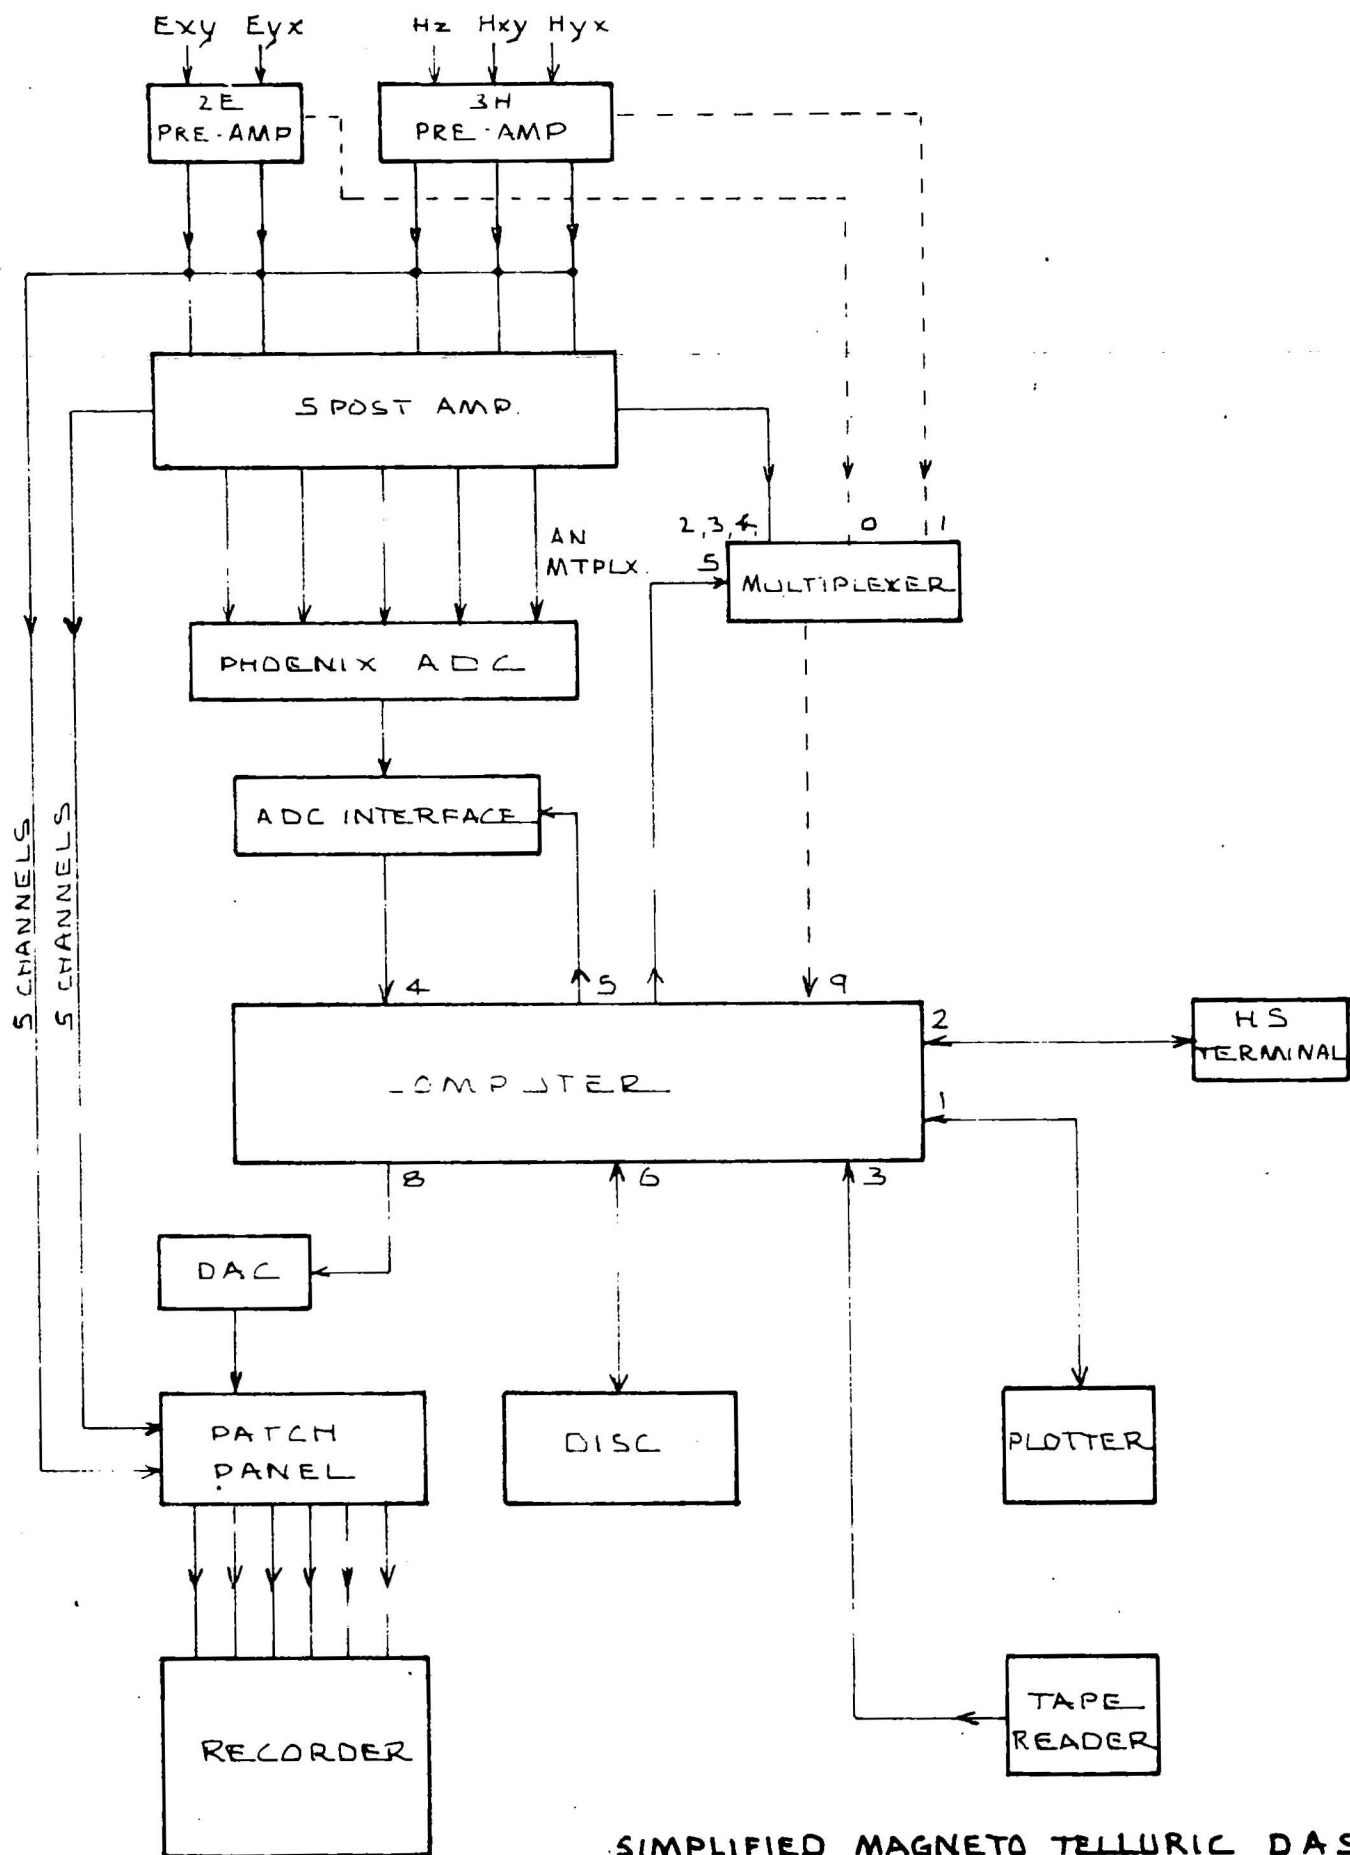 Exy Eyx Hz Hxy Hyx
2E
PRE-AMP
3H
PRE-AMP
5 POST AMP.
AN
MTPLX.
2,3,4,
5
0
1
MULTIPLEXER
PHOENIX ADC
ADC INTERFACE
5 CHANNELS
5 CHANNELS
4
5
9
2
1
COMPUTER
HS
TERMINAL
8
6
3
DAC
PATCH
PANEL
DISC
PLOTTER
RECORDER
TAPE
READER
SIMPLIFIED MAGNETO TELLURIC DAS